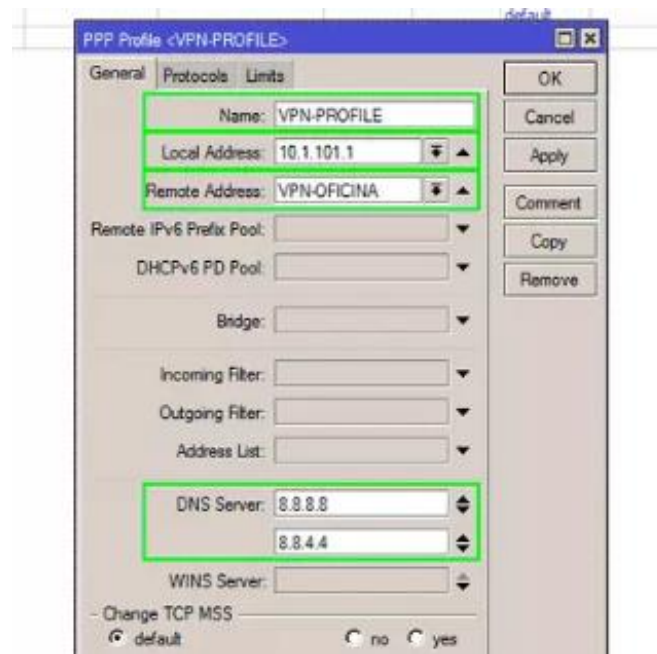 default
PPP Profile <VPN-PROFILE>
General Protocols Limits
OK
Name: VPN-PROFILE
Cancel
Local Address: 10.1.101.1
Apply
Remote Address: VPN-OFICINA
Comment
Remote IPv6 Prefix Pool:
Copy
DHCPv6 PD Pool:
Remove
Bridge:
Incoming Filter:
Outgoing Filter:
Address List:
DNS Server: 8.8.8.8
8.8.4.4
WINS Server:
Change TCP MSS
default no yes